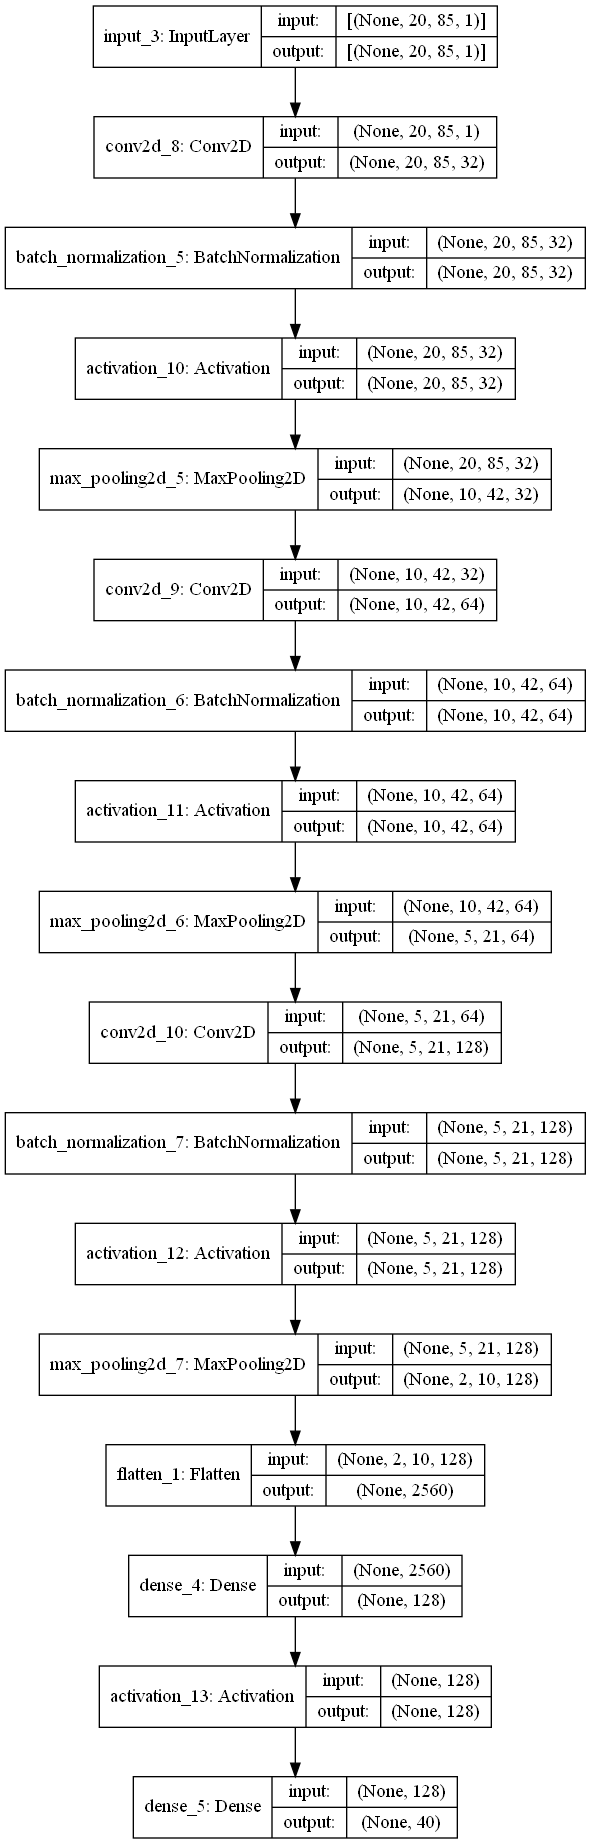 input_3: InputLayer
input: [(None, 20, 85, 1)]
output: [(None, 20, 85, 1)]
conv2d_8: Conv2D
input: (None, 20, 85, 1)
output: (None, 20, 85, 32)
batch_normalization_5: BatchNormalization
input: (None, 20, 85, 32)
output: (None, 20, 85, 32)
activation_10: Activation
input: (None, 20, 85, 32)
output: (None, 20, 85, 32)
max_pooling2d_5: MaxPooling2D
input: (None, 20, 85, 32)
output: (None, 10, 42, 32)
conv2d_9: Conv2D
input: (None, 10, 42, 32)
output: (None, 10, 42, 64)
batch_normalization_6: BatchNormalization
input: (None, 10, 42, 64)
output: (None, 10, 42, 64)
activation_11: Activation
input: (None, 10, 42, 64)
output: (None, 10, 42, 64)
max_pooling2d_6: MaxPooling2D
input: (None, 10, 42, 64)
output: (None, 5, 21, 64)
conv2d_10: Conv2D
input: (None, 5, 21, 64)
output: (None, 5, 21, 128)
batch_normalization_7: BatchNormalization
input: (None, 5, 21, 128)
output: (None, 5, 21, 128)
activation_12: Activation
input: (None, 5, 21, 128)
output: (None, 5, 21, 128)
max_pooling2d_7: MaxPooling2D
input: (None, 5, 21, 128)
output: (None, 2, 10, 128)
flatten_1: Flatten
input: (None, 2, 10, 128)
output: (None, 2560)
dense_4: Dense
input: (None, 2560)
output: (None, 128)
activation_13: Activation
input: (None, 128)
output: (None, 128)
dense_5: Dense
input: (None, 128)
output: (None, 40)